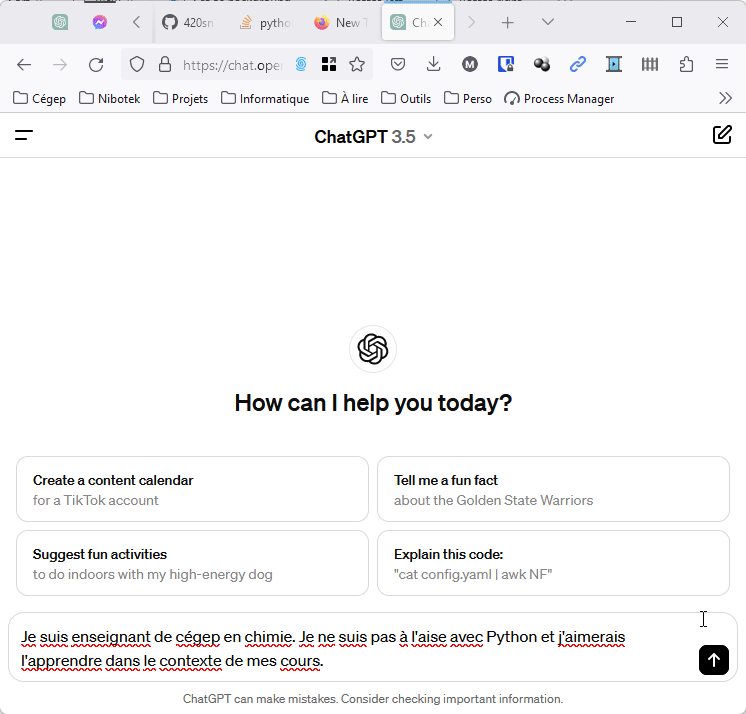 420sn
pytho
New T
Ch
https://chat.ope
Cégep
Nibotek
Projets
Informatique
À lire
Outils
Perso
Process Manager
ChatGPT 3.5
How can I help you today?
Create a content calendar
for a TikTok account
Tell me a fun fact
about the Golden State Warriors
Suggest fun activities
to do indoors with my high-energy dog
Explain this code:
"cat config.yaml | awk NF"
Je suis enseignant de cégep en chimie. Je ne suis pas à l'aise avec Python et j'aimerais
l'apprendre dans le contexte de mes cours.
ChatGPT can make mistakes. Consider checking important information.